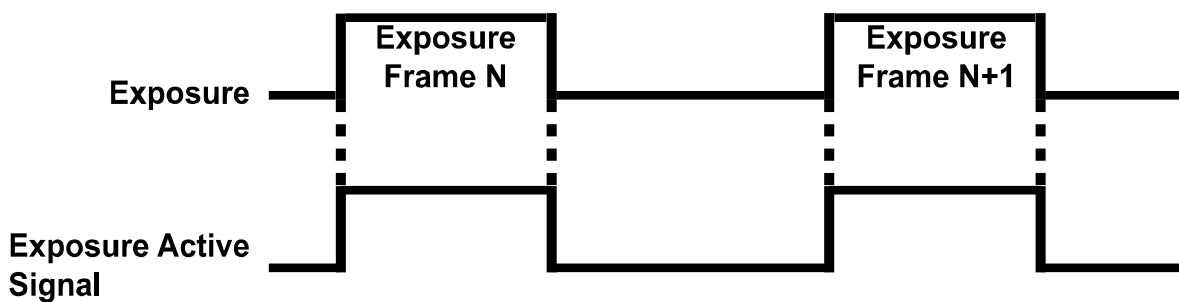 Exposure
Frame N
Exposure
Frame N+1
Exposure
Exposure Active
Signal